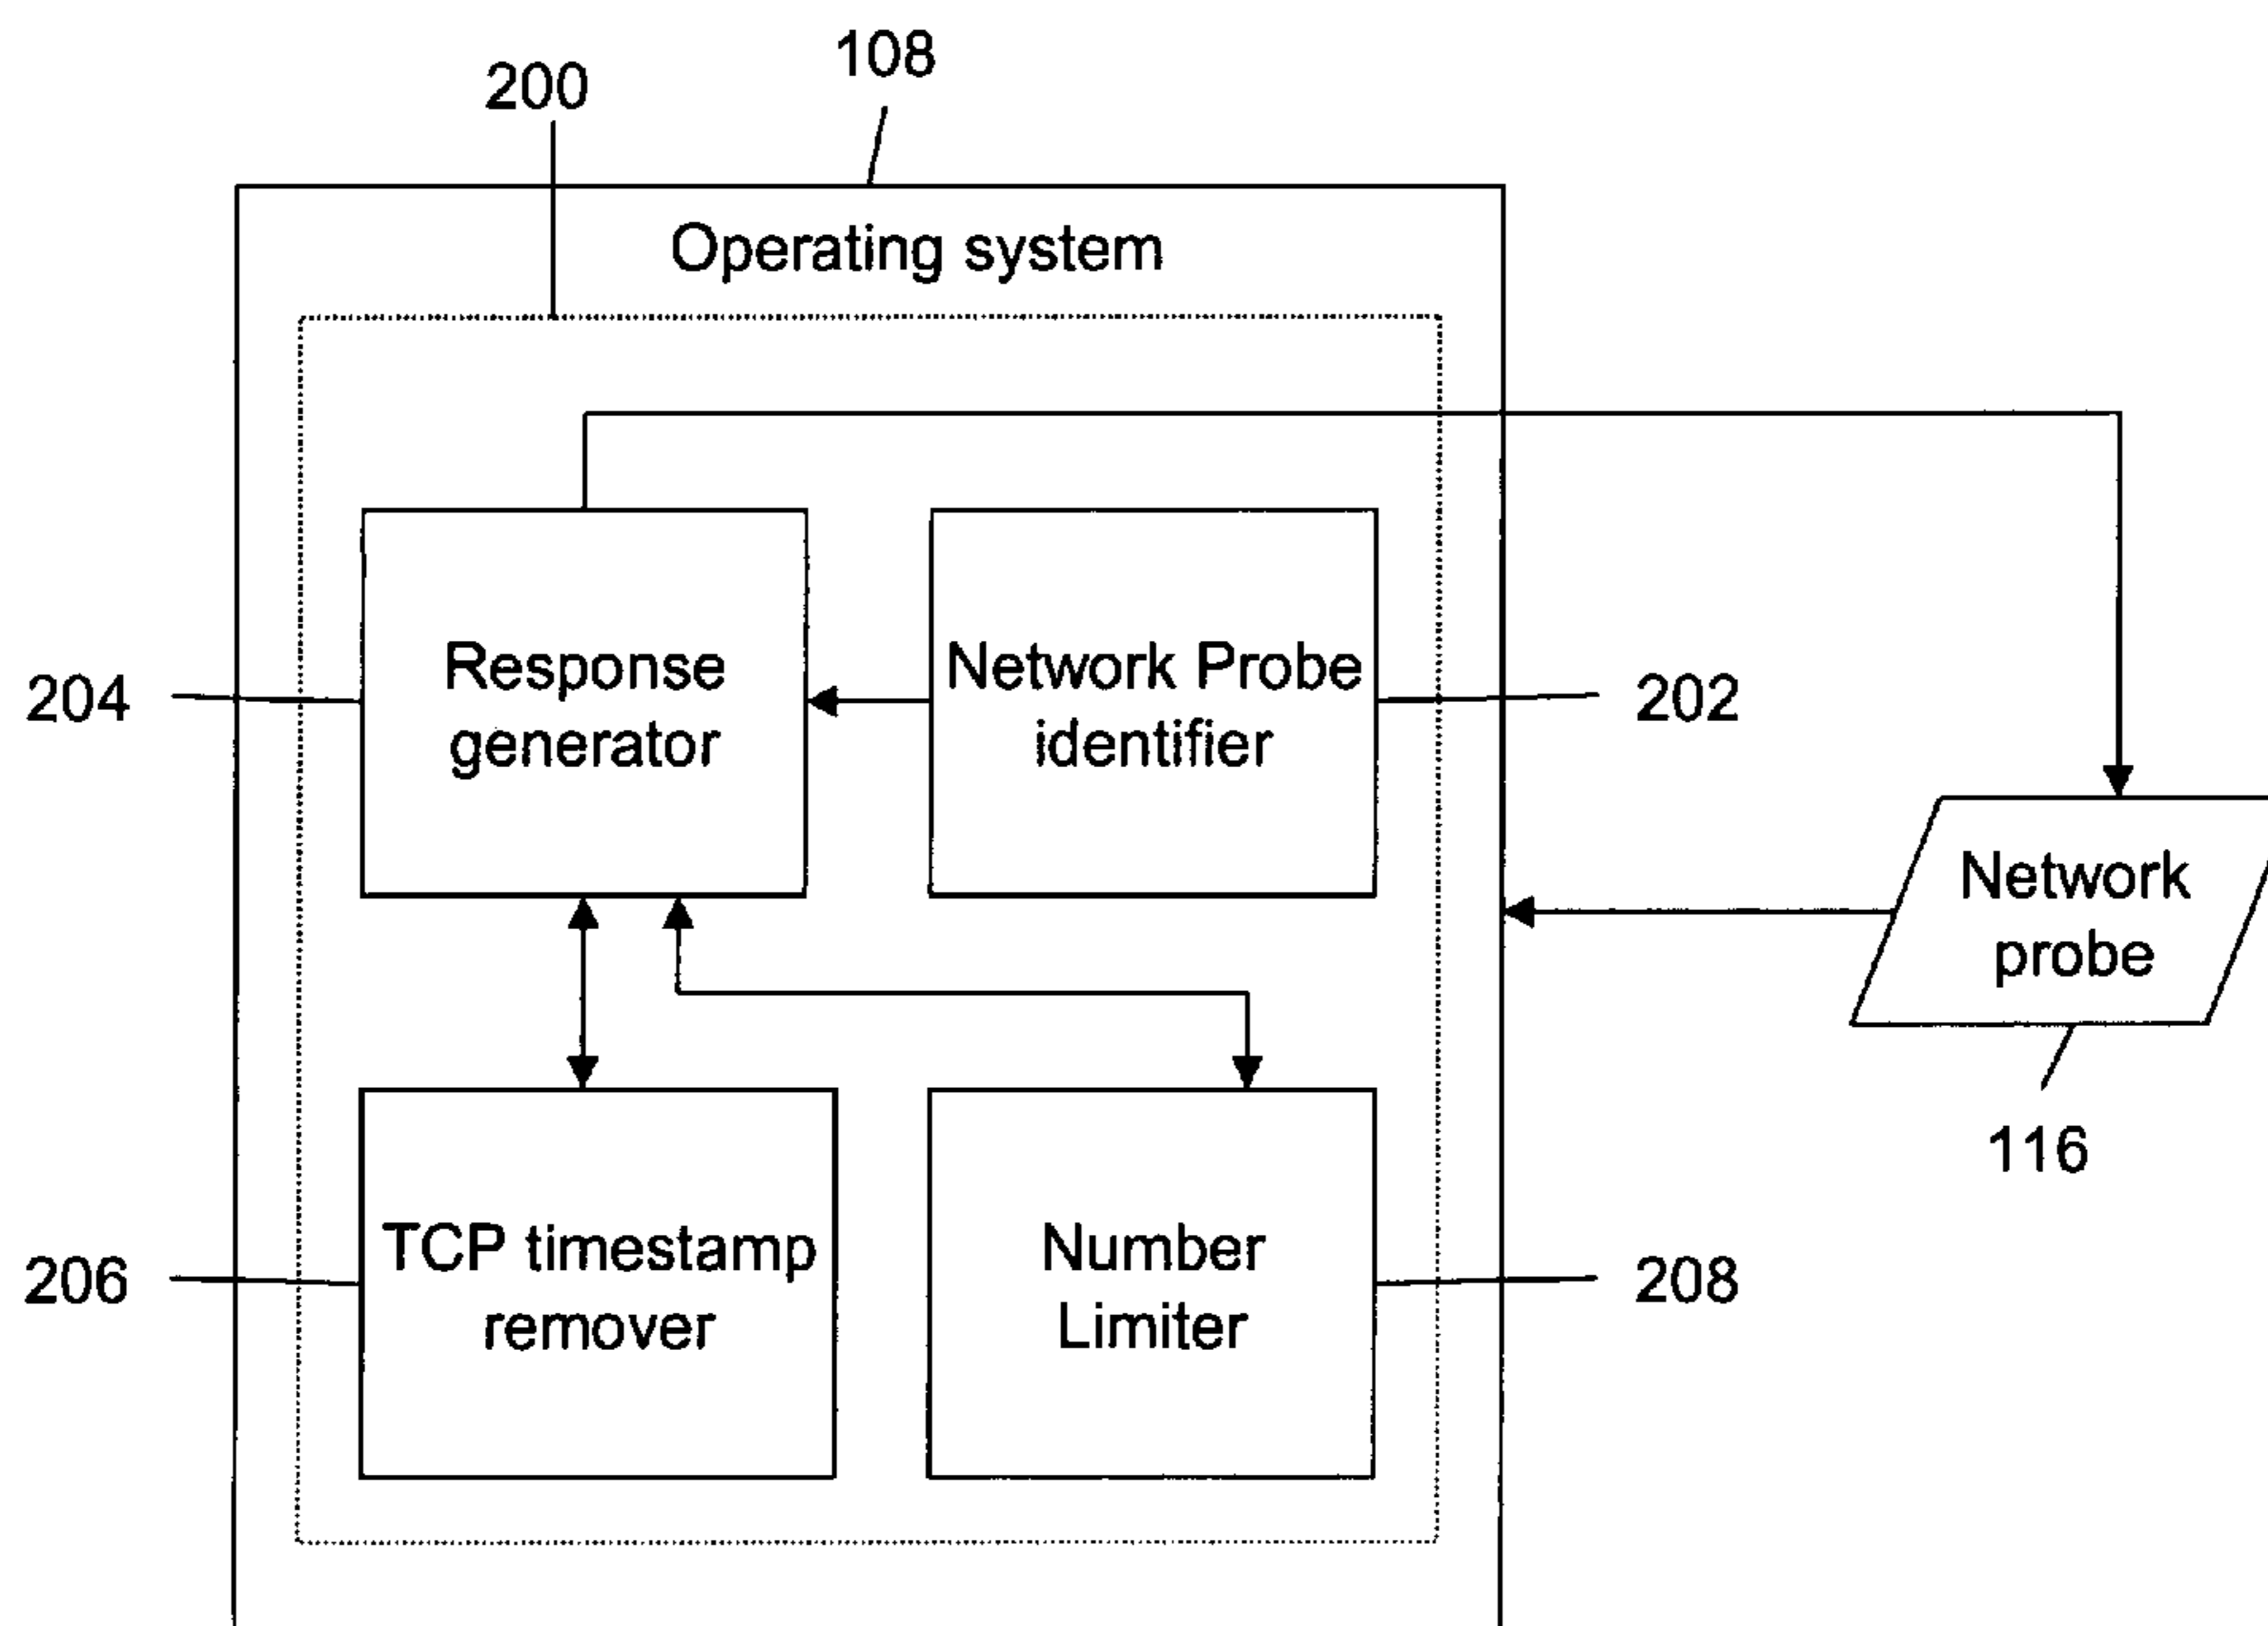 108
200
Operating system
Response
generator
Network Probe
identifier
204
202
Network
probe
116
TCP timestamp
remover
Number
Limiter
206
208